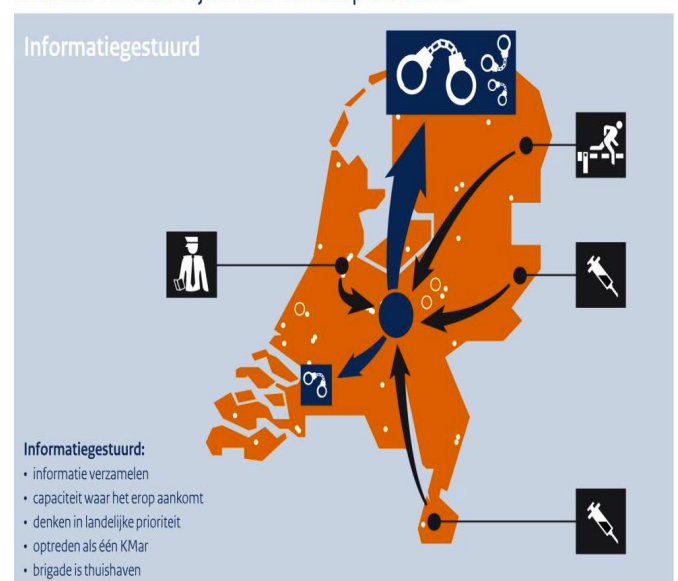 Informatiegestuurd
Informatiegestuurd:
• informatie verzamelen
• capaciteit waar het erop aankomt
• denken in landelijke prioriteit
• optreden als één KMar
• brigade is thuishaven